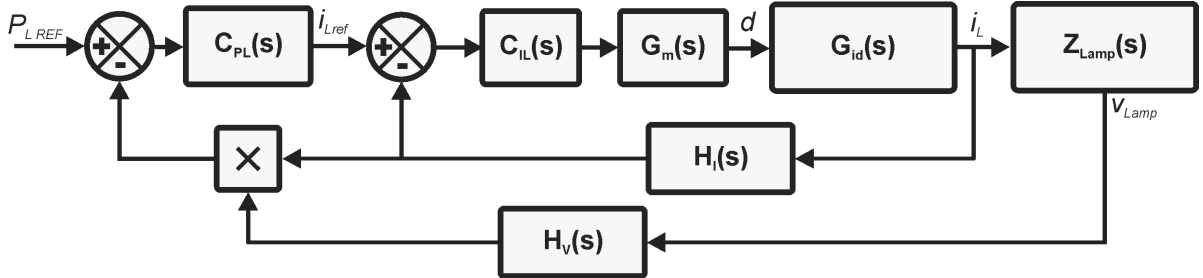 P_L REF
+
-
C_PL(s)
i_Lref
+
-
C_IL(s)
G_m(s)
d
G_id(s)
i_L
Z_Lamp(s)
v_Lamp
×
H_I(s)
H_V(s)